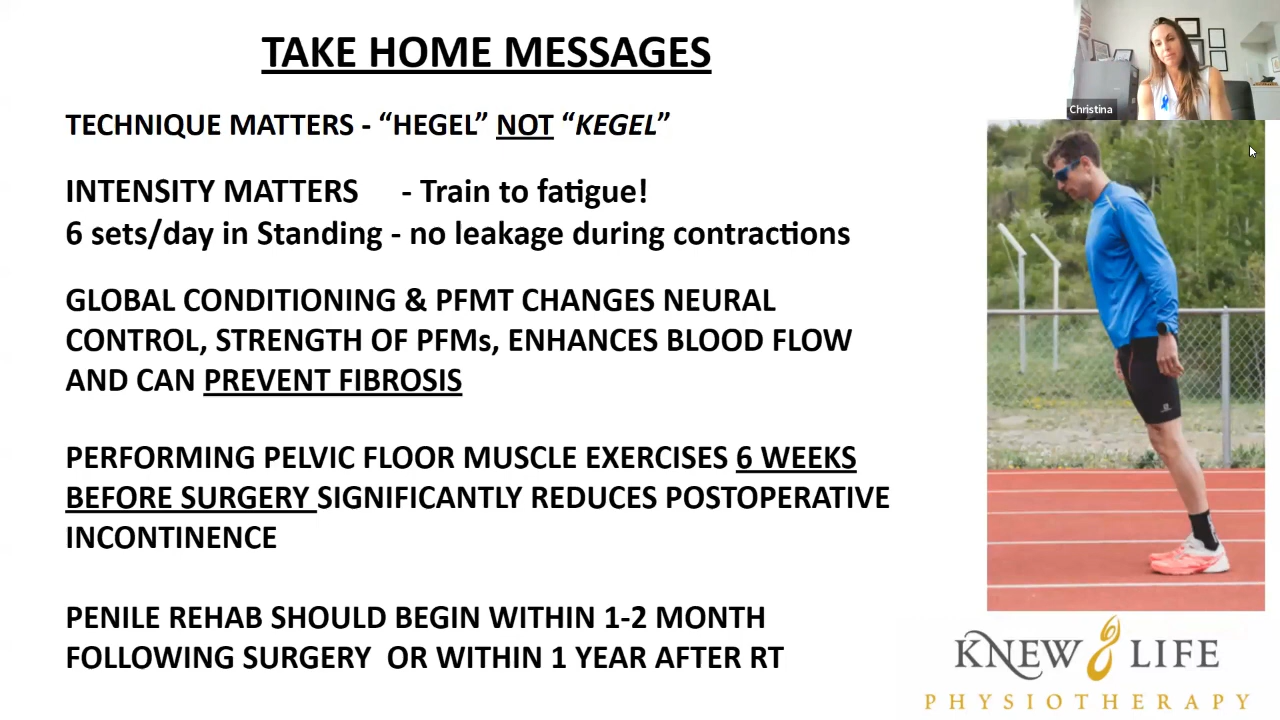 TAKE HOME MESSAGES
TECHNIQUE MATTERS - “HEGEL” NOT “KEGEL”
INTENSITY MATTERS - Train to fatigue!
6 sets/day in Standing - no leakage during contractions
GLOBAL CONDITIONING & PFMT CHANGES NEURAL
CONTROL, STRENGTH OF PFMs, ENHANCES BLOOD FLOW
AND CAN PREVENT FIBROSIS
PERFORMING PELVIC FLOOR MUSCLE EXERCISES 6 WEEKS
BEFORE SURGERY SIGNIFICANTLY REDUCES POSTOPERATIVE
INCONTINENCE
PENILE REHAB SHOULD BEGIN WITHIN 1-2 MONTH
FOLLOWING SURGERY OR WITHIN 1 YEAR AFTER RT
Christina
KNEW LIFE
PHYSIOTHERAPY